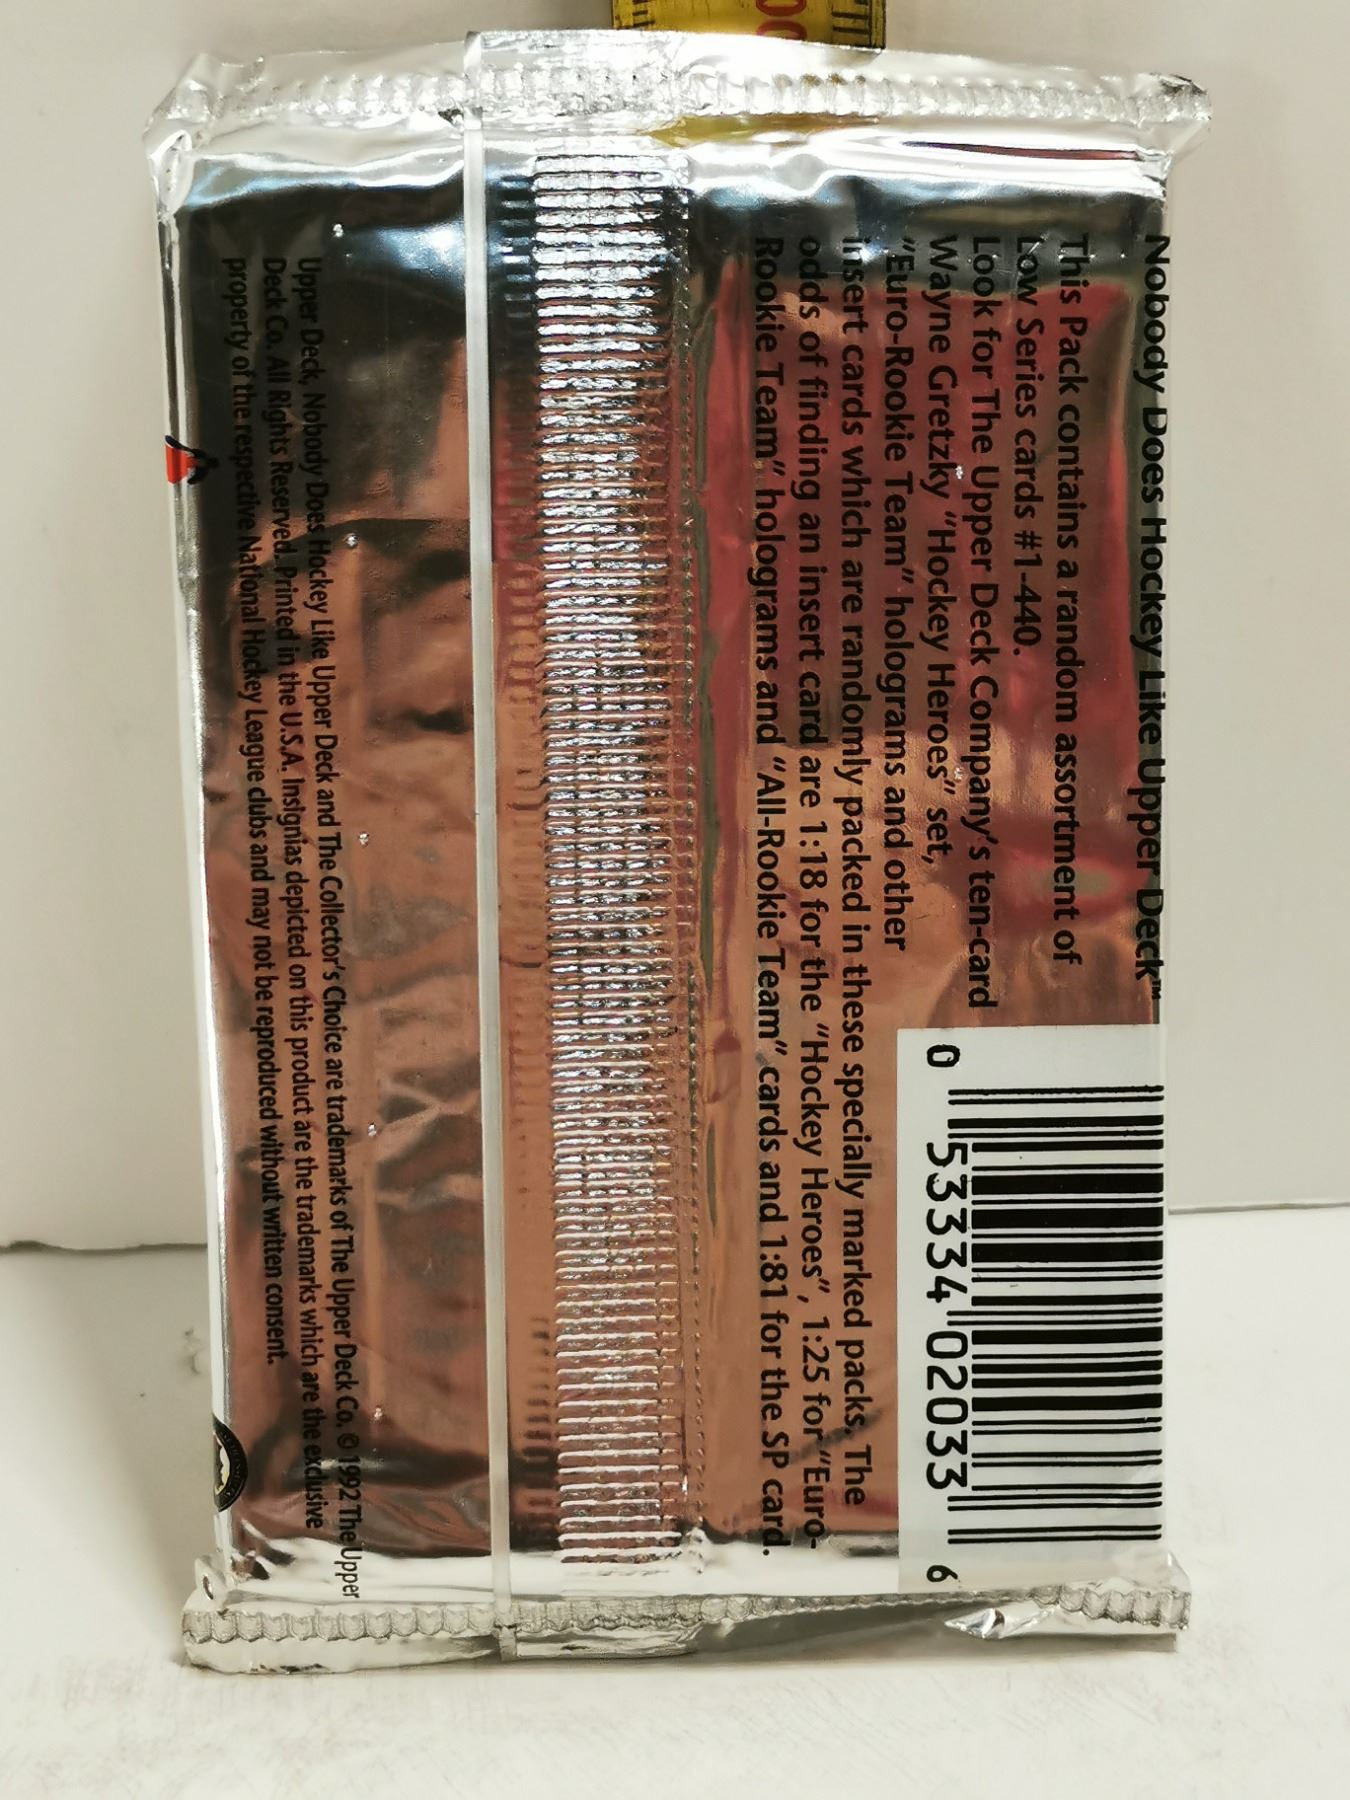 Nobody Does Hockey Like Upper Deck™
This Pack contains a random assortment of
Low Series cards #1-440.
Look for The Upper Deck Company's ten-card
Wayne Gretzky "Hockey Heroes" set,
"Euro-Rookie Team" holograms and other
insert cards which are randomly packed in these specially marked packs. The
odds of finding an insert card are 1:18 for the "Hockey Heroes", 1:25 for "Euro-
Rookie Team" holograms and "All-Rookie Team" cards and 1:81 for the SP card.
0 53334 02033 6
Upper Deck, Nobody Does Hockey Like Upper Deck and The Collector's Choice are trademarks of The Upper Deck Co. © 1992 The Upper
Deck Co. All Rights Reserved. Printed in the U.S.A. Insignias depicted on this product are the trademarks which are the exclusive
property of the respective National Hockey League clubs and may not be reproduced without written consent.